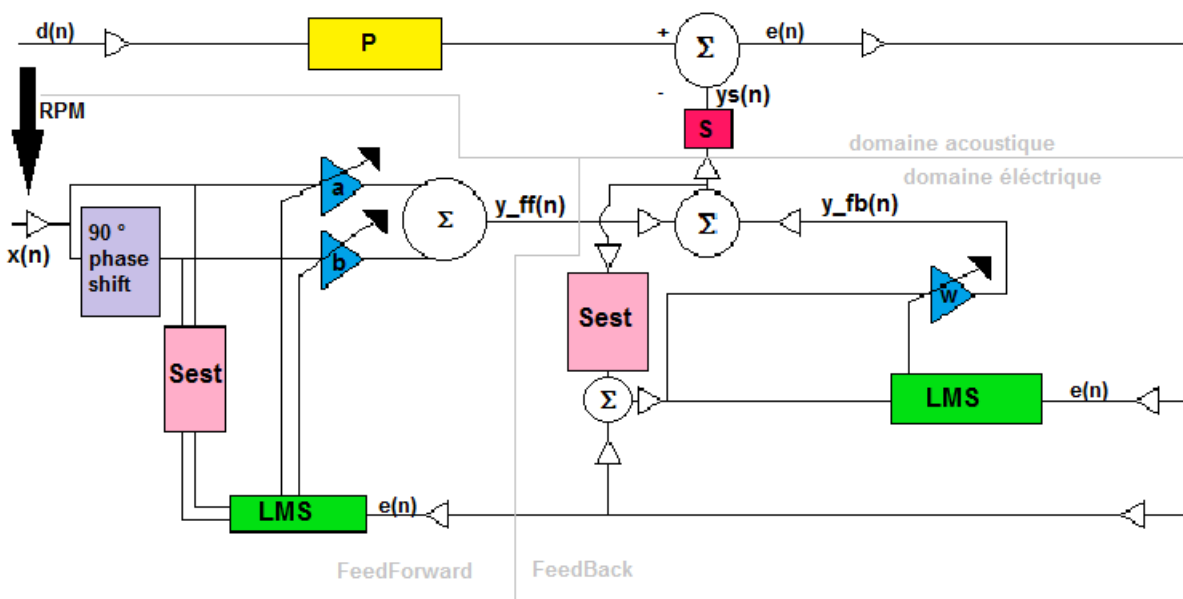 d(n)
P
+
Σ
e(n)
-
ys(n)
RPM
S
domaine acoustique
domaine éléctrique
a
Σ
y_ff(n)
Σ
y_fb(n)
x(n)
90 °
phase
shift
b
W
Sest
Sest
Σ
LMS
e(n)
LMS
e(n)
FeedForward
FeedBack